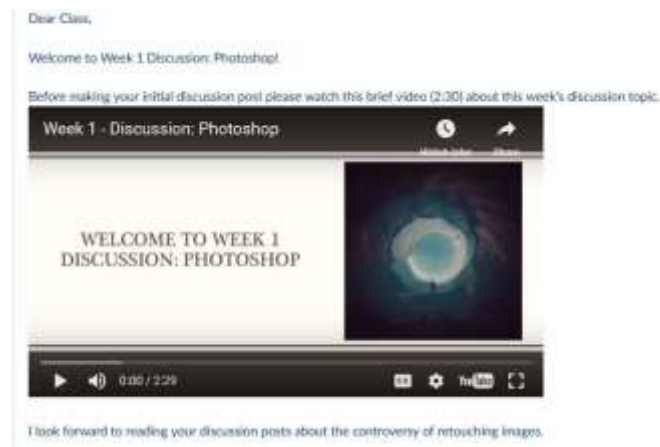 Dear Class,
Welcome to Week 1 Discussion: Photoshop!
Before making your initial discussion post please watch this brief video (2:30) about this week's discussion topic.
Week 1 - Discussion: Photoshop
WELCOME TO WEEK 1
DISCUSSION: PHOTOSHOP
0:00 / 2:29
YouTube
I look forward to reading your discussion posts about the controversy of retouching images.